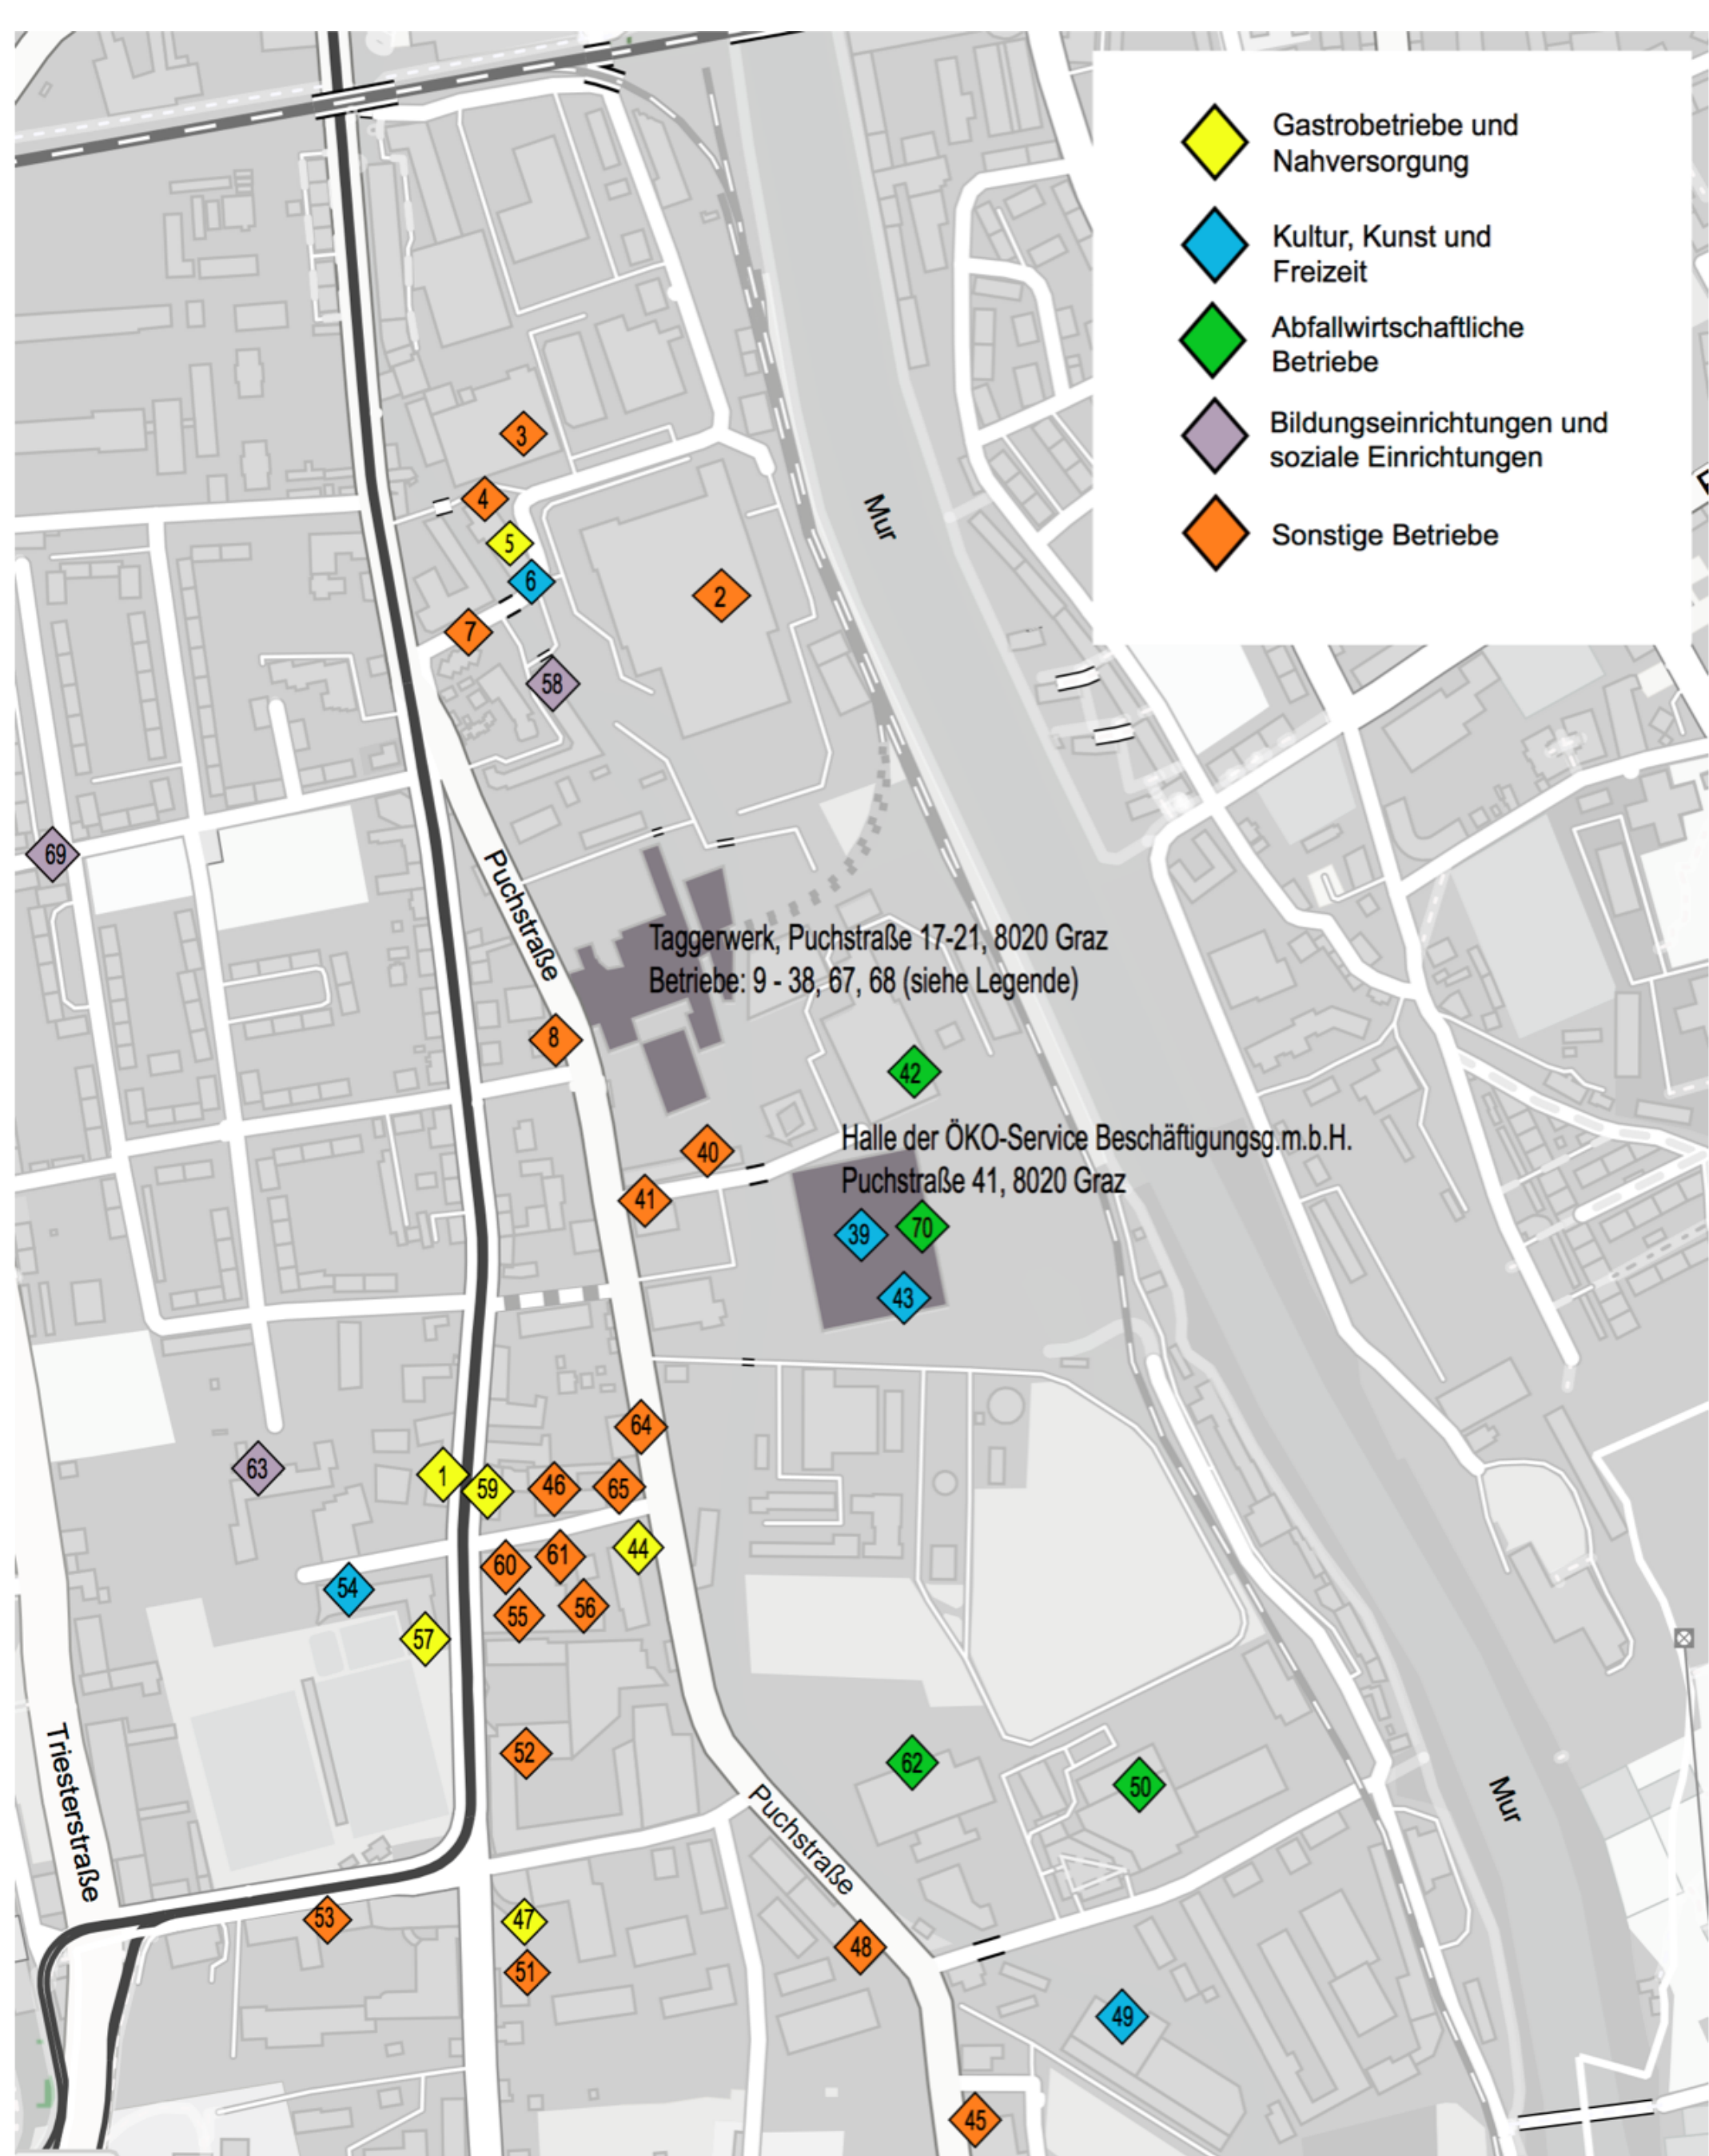 Gastrobetriebe und
Nahversorgung
Kultur, Kunst und
Freizeit
Abfallwirtschaftliche
Betriebe
Bildungseinrichtungen und
soziale Einrichtungen
Sonstige Betriebe
3
4
Mur
5
6
2
7
58
69
Puchstraße
Taggerwerk, Puchstraße 17-21, 8020 Graz
Betriebe: 9 - 38, 67, 68 (siehe Legende)
8
42
Halle der ÖKO-Service Beschäftigungsg.m.b.H.
Puchstraße 41, 8020 Graz
40
41
39
70
43
64
63
1
59
46
65
44
60
61
54
55
56
57
52
62
50
Mur
Triesterstraße
Puchstraße
53
47
48
51
49
45